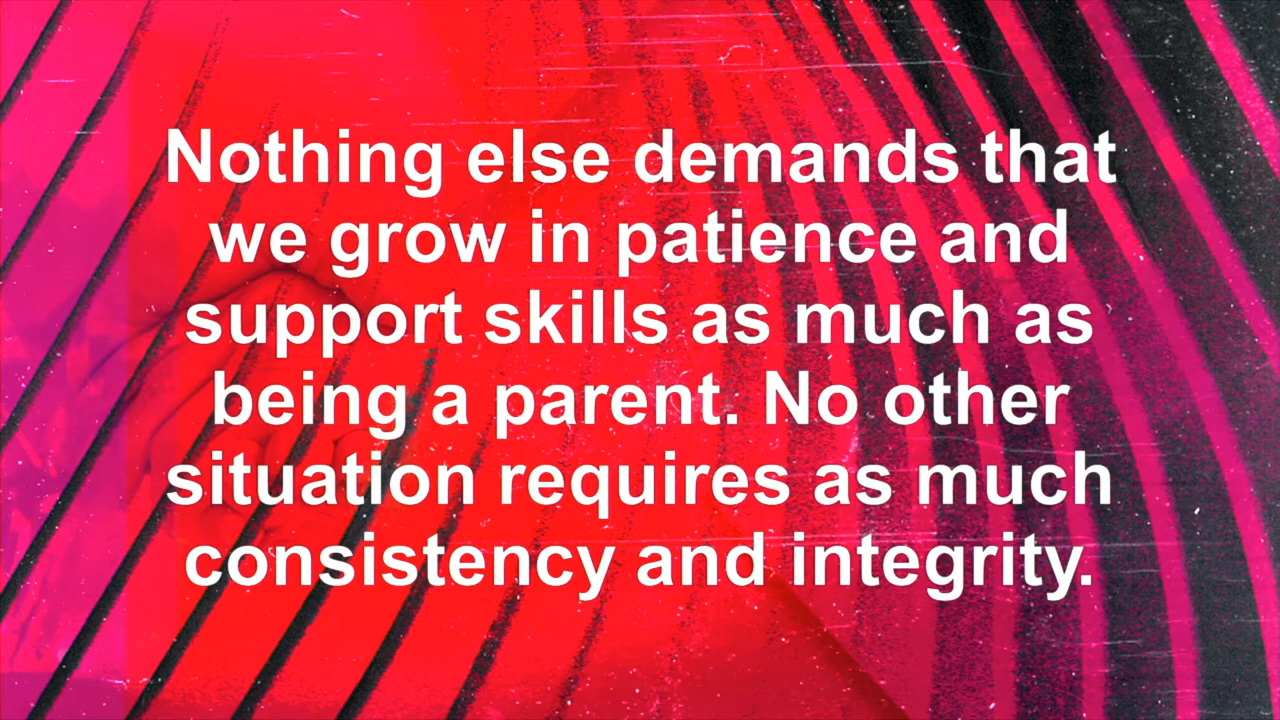 Nothing else demands that
we grow in patience and
support skills as much as
being a parent. No other
situation requires as much
consistency and integrity.